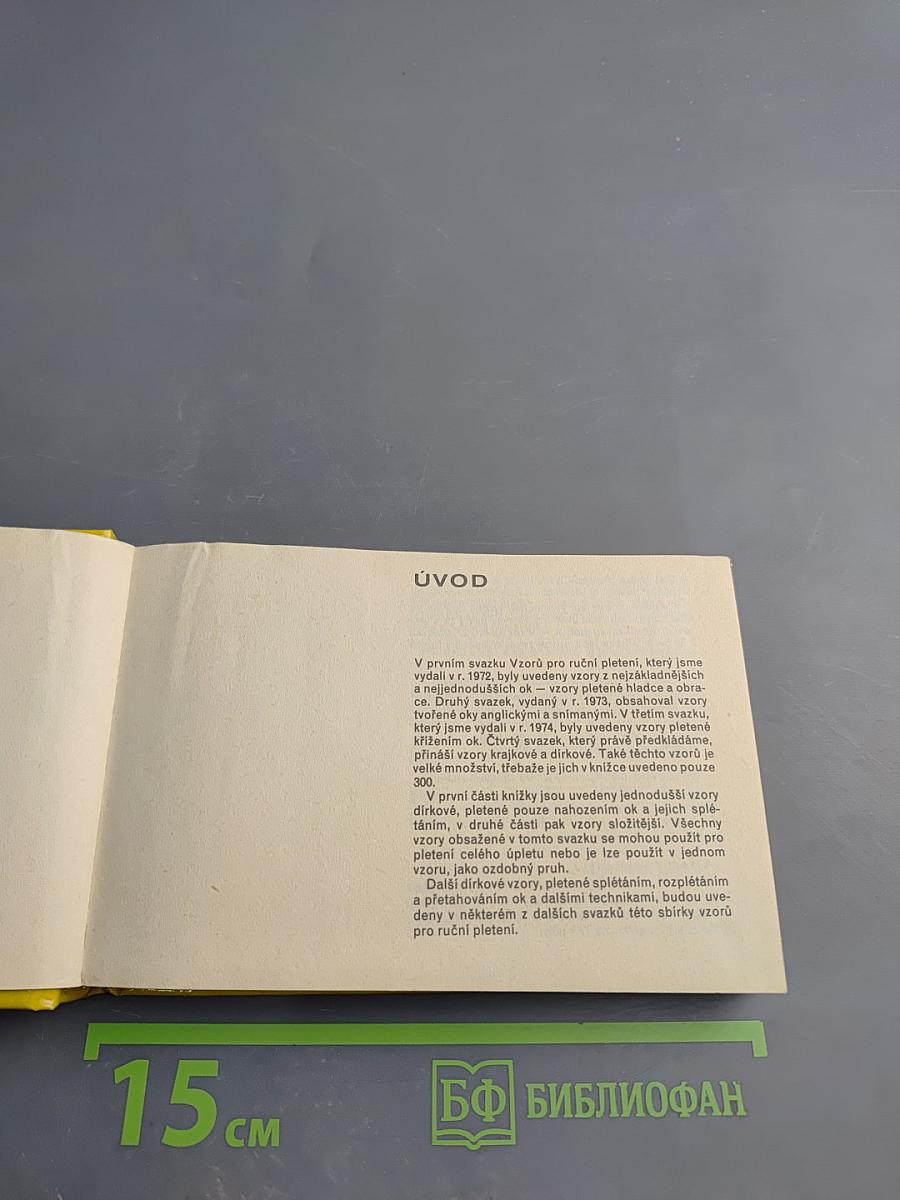 ÚVOD
V prvním svazku Vzorů pro ruční pletení, který jsme
vydali v r. 1972, byly uvedeny vzory z nejzákladnějších
a nejjednodušších ok — vzory pletené hladce a obra-
ce. Druhý svazek, vydaný v r. 1973, obsahoval vzory
tvořené oky anglickými a snímanými. V třetím svazku,
který jsme vydali v r. 1974, byly uvedeny vzory pletené
křížením ok. Čtvrtý svazek, který právě předkládáme,
přináší vzory krajkové a dírkové. Také těchto vzorů je
velké množství, třebaže je jich v knížce uvedeno pouze
300.
V první části knížky jsou uvedeny jednodušší vzory
dírkové, pletené pouze nahozením ok a jejich splé-
táním, v druhé části pak vzory složitější. Všechny
vzory obsažené v tomto svazku se mohou použít pro
pletení celého úpletu nebo je lze použít v jednom
vzoru, jako ozdobný pruh.
Další dírkové vzory, pletené splétáním, rozplétáním
a přetahováním ok a dalšími technikami, budou uve-
deny v některém z dalších svazků této sbírky vzorů
pro ruční pletení.
15 см
БФ БИБЛИОФАН